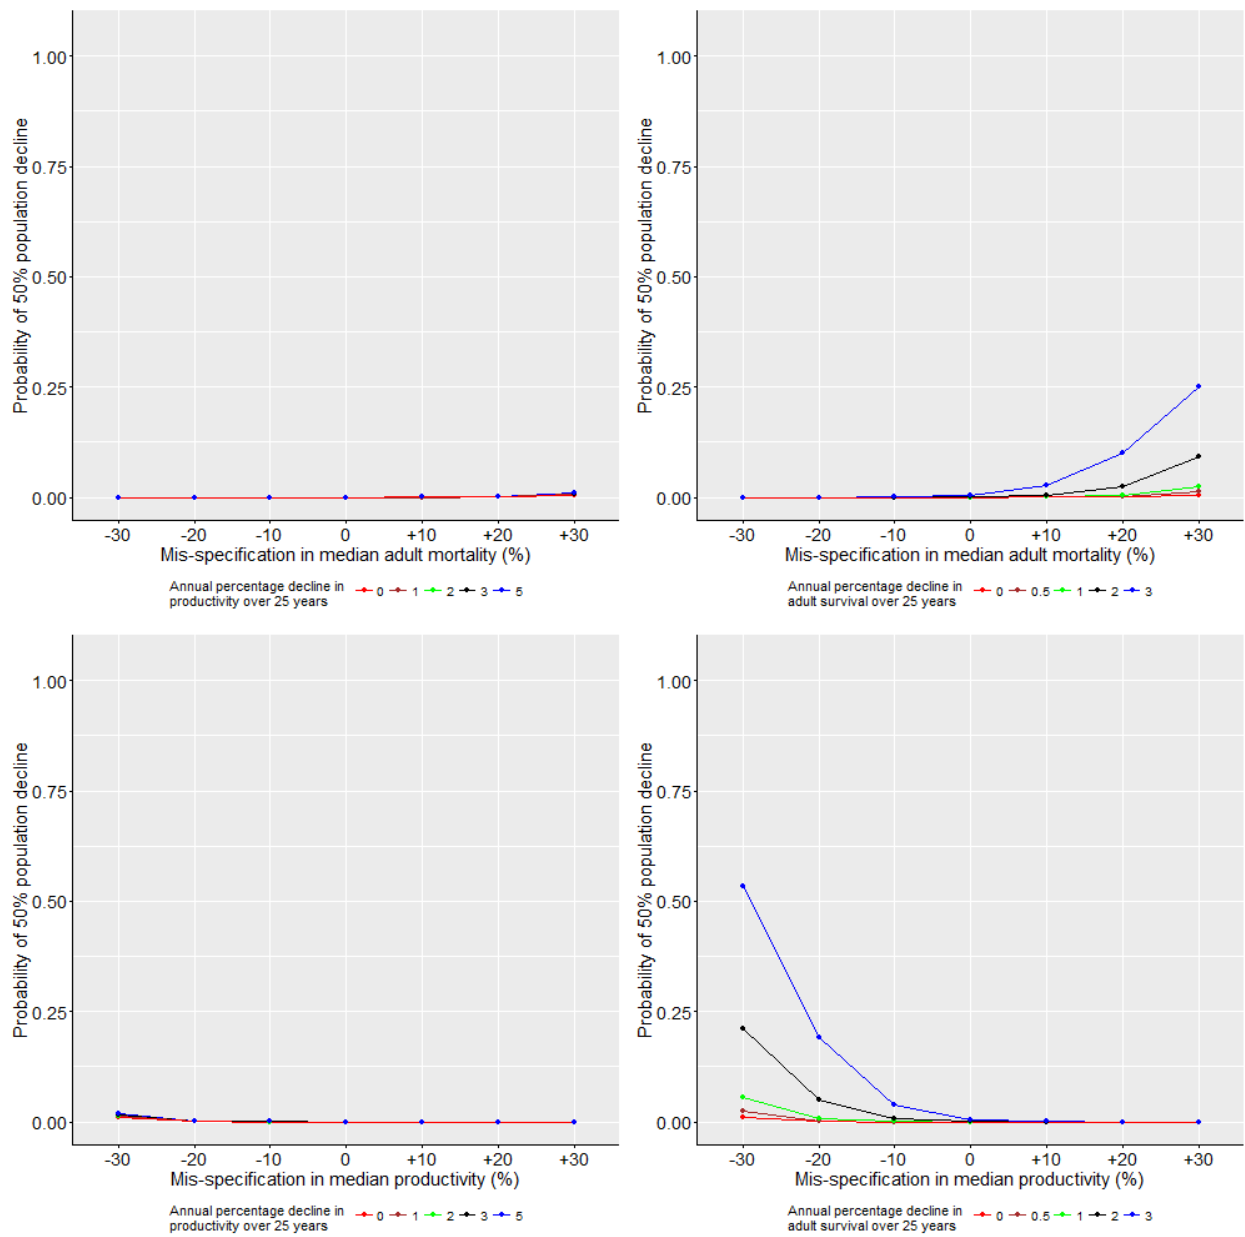 Probability of 50% population decline
1.00
0.75
0.50
0.25
0.00
-30 -20 -10 0 +10 +20 +30
Mis-specification in median adult mortality (%)
Annual percentage decline in
productivity over 25 years
0 1 2 3 5
Probability of 50% population decline
1.00
0.75
0.50
0.25
0.00
-30 -20 -10 0 +10 +20 +30
Mis-specification in median adult mortality (%)
Annual percentage decline in
adult survival over 25 years
0 0.5 1 2 3
Probability of 50% population decline
1.00
0.75
0.50
0.25
0.00
-30 -20 -10 0 +10 +20 +30
Mis-specification in median productivity (%)
Annual percentage decline in
productivity over 25 years
0 1 2 3 5
Probability of 50% population decline
1.00
0.75
0.50
0.25
0.00
-30 -20 -10 0 +10 +20 +30
Mis-specification in median productivity (%)
Annual percentage decline in
adult survival over 25 years
0 0.5 1 2 3